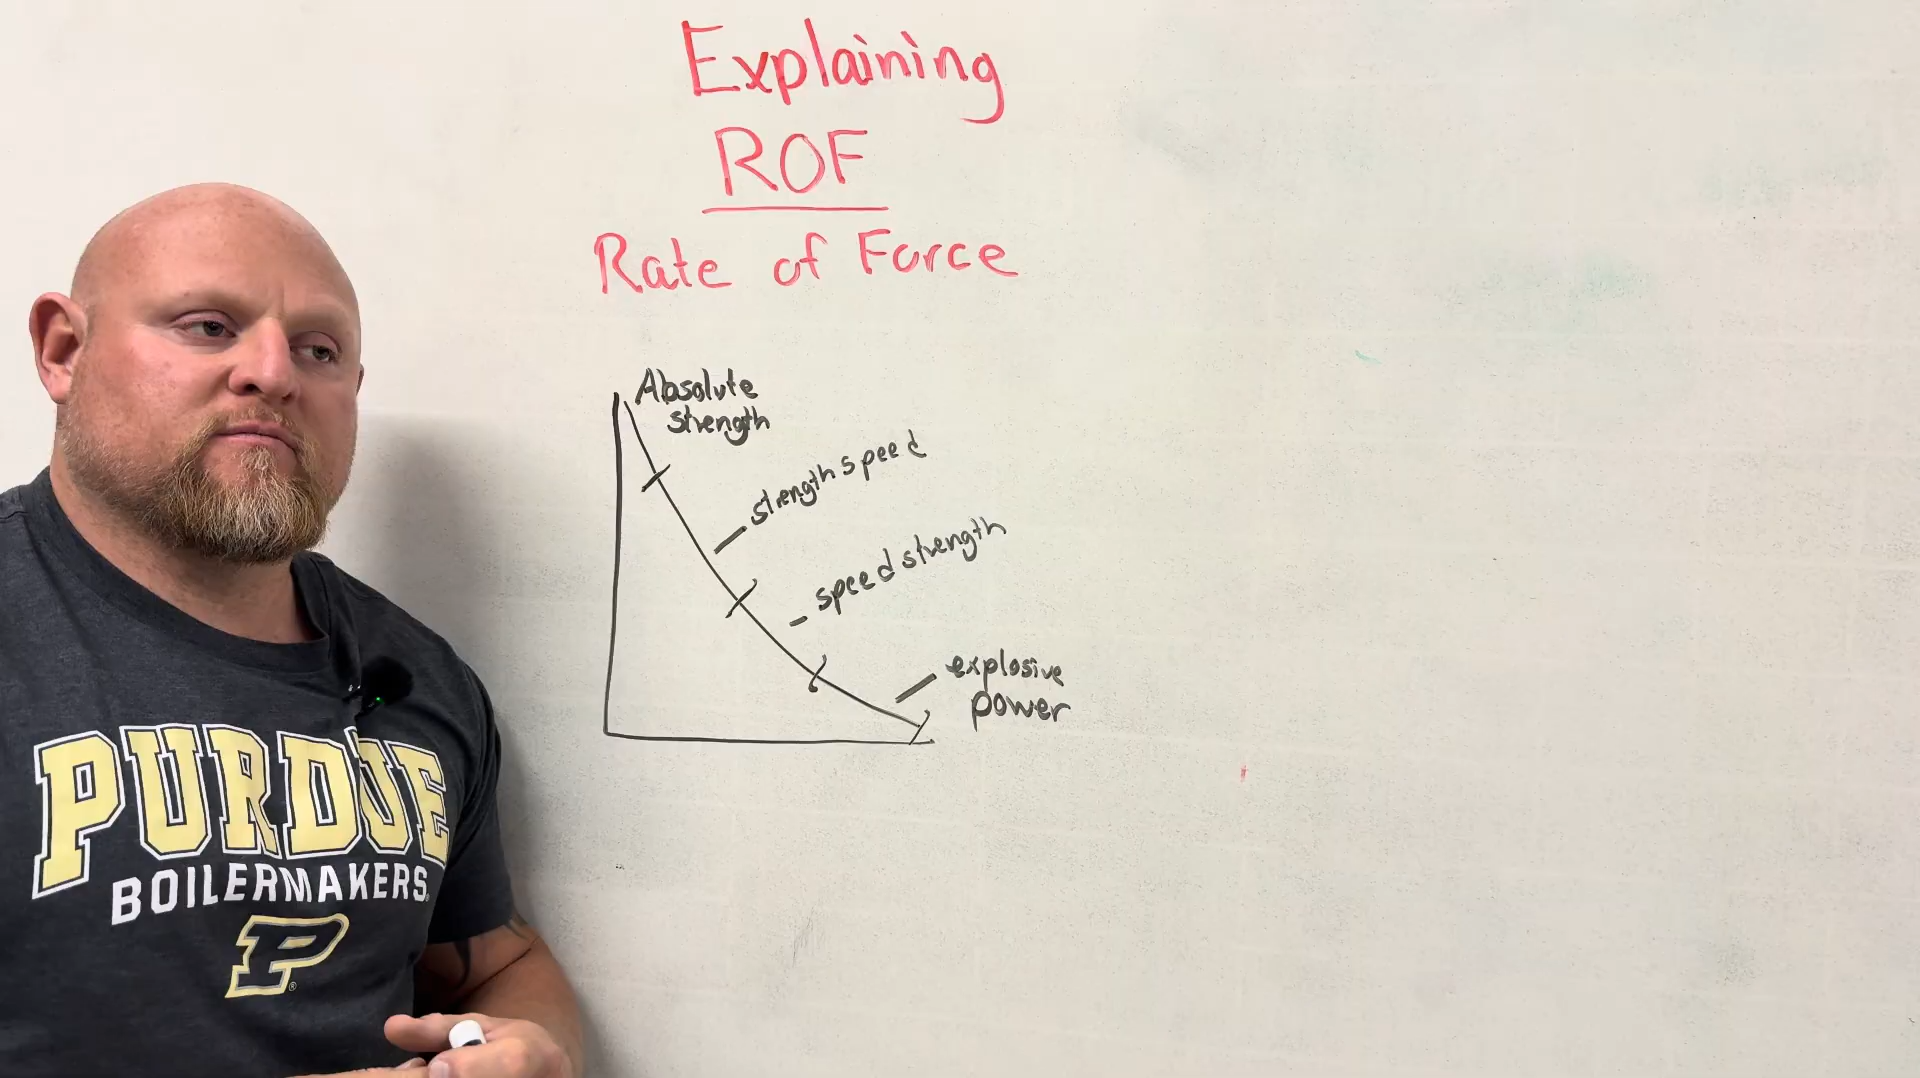 Explaining
ROF
Rate of Force
Absolute
strength
strength speed
speed strength
explosive
power
PURDUE
BOILERMAKERS
P